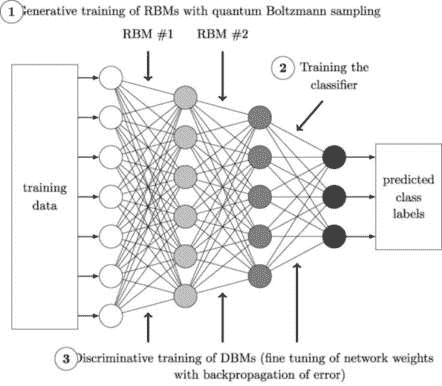 1 Generative training of RBMs with quantum Boltzmann sampling
RBM #1 RBM #2
2 Training the
classifier
training
data
predicted
class
labels
3 Discriminative training of DBMs (fine tuning of network weights
with backpropagation of error)